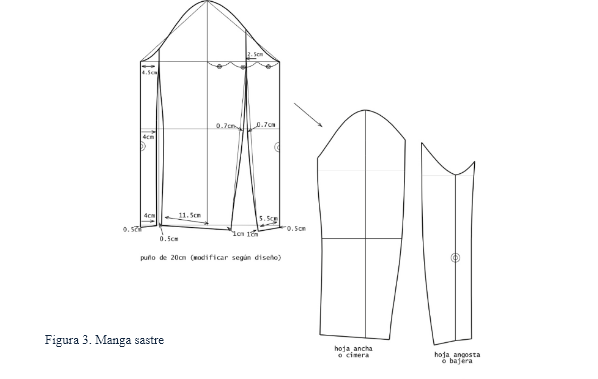 2.5cm
4.5cm
0.7cm
0.7cm
4cm
4cm
11.5cm
5.5cm
0.5cm
0.5cm
1cm
1cm
0.5cm
puño de 20cm (modificar según diseño)
Figura 3. Manga sastre
hoja ancha
o cimera
hoja angosta
o bajera